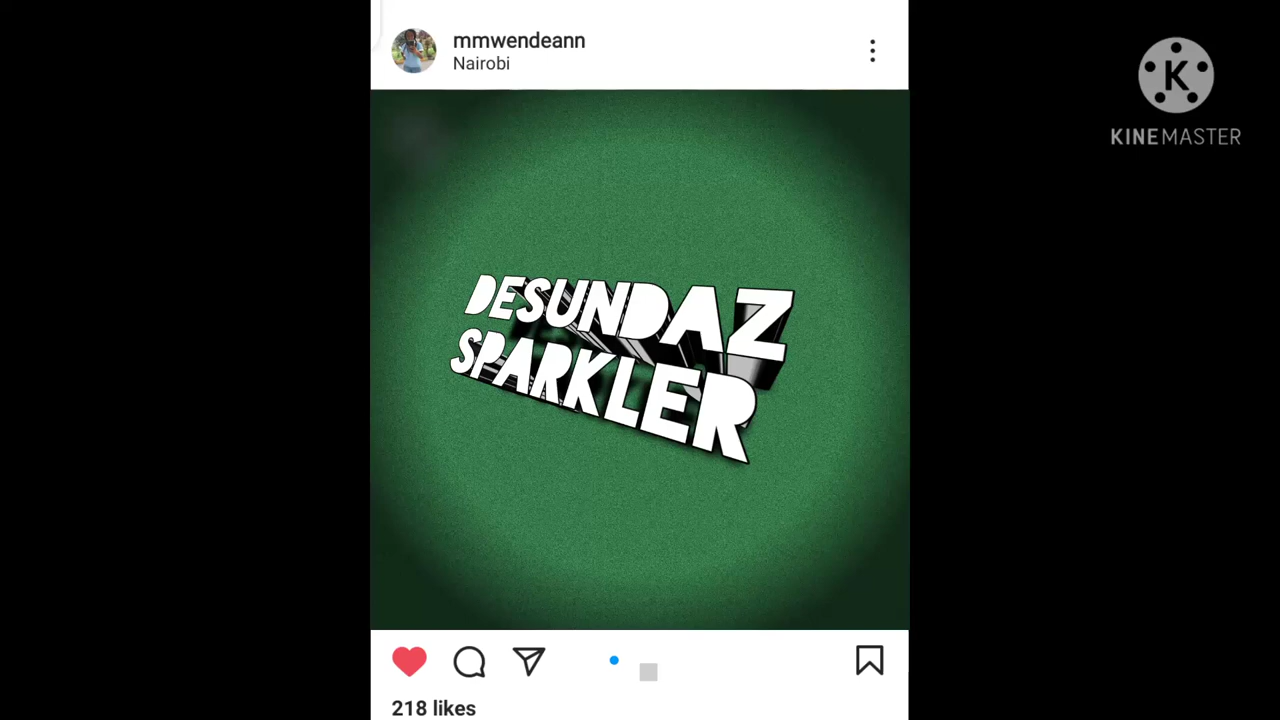 mmwendeann
Nairobi
KINEMASTER
DESUNDAZ
SPARKLER
218 likes